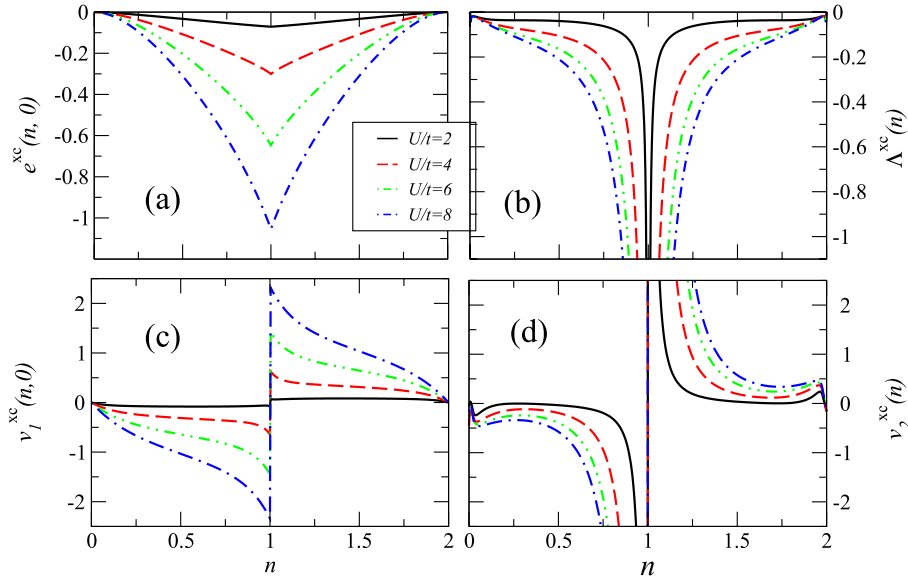 0
-0.2
-0.4
-0.6
-0.8
-1
e^xc(n, 0)
(a)
U/t=2
U/t=4
U/t=6
U/t=8
(b)
0
-0.2
-0.4
-0.6
-0.8
-1
Λ^xc(n)
2
1
0
-1
-2
v_1^xc(n,0)
(c)
0 0.5 1 1.5 2
n
(d)
2
1
0
-1
-2
v_2^xc(n)
0 0.5 1 1.5 2
n